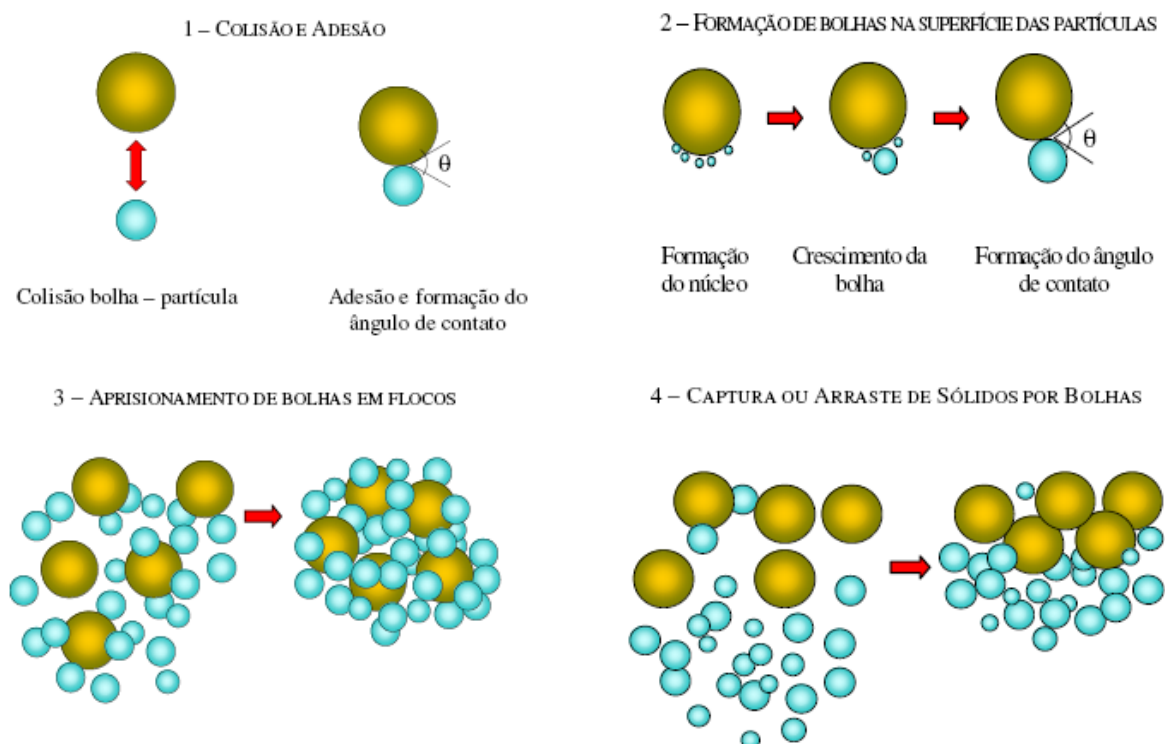 1 – COLISÃO E ADESÃO
θ
Colisão bolha – partícula
Adesão e formação do
ângulo de contato
2 – FORMAÇÃO DE BOLHAS NA SUPERFÍCIE DAS PARTÍCULAS
θ
Formação
do núcleo
Crescimento da
bolha
Formação do ângulo
de contato
3 – APRISIONAMENTO DE BOLHAS EM FLOCOS
4 – CAPTURA OU ARRASTE DE SÓLIDOS POR BOLHAS